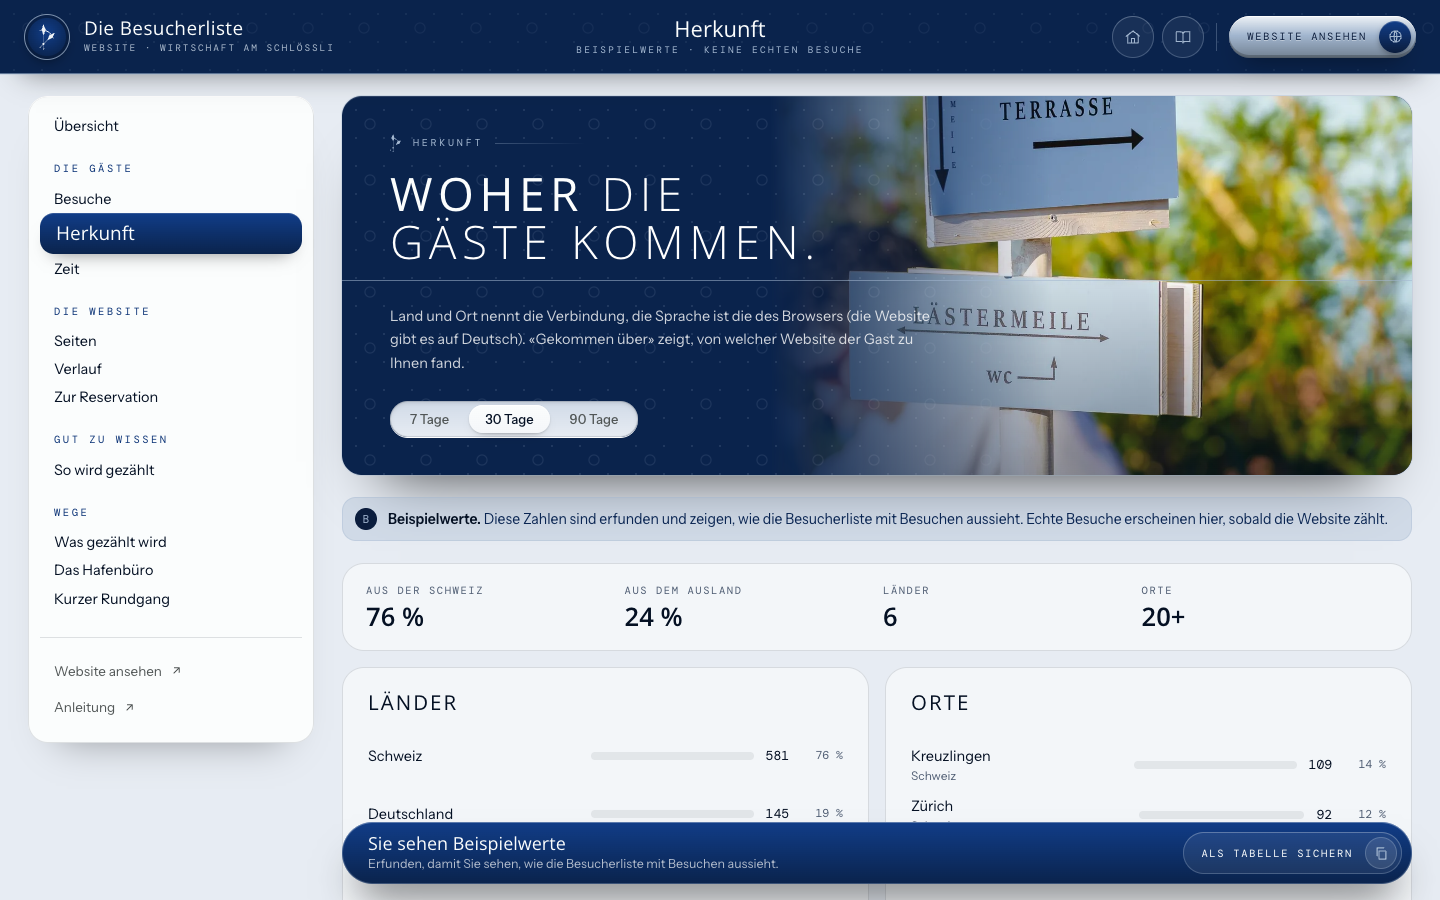 Die Besucherliste
WEBSITE · WIRTSCHAFT AM SCHLÖSSLI
Herkunft
BEISPIELWERTE · KEINE ECHTEN BESUCHE
WEBSITE ANSEHEN
Übersicht
DIE GÄSTE
Besuche
Herkunft
Zeit
DIE WEBSITE
Seiten
Verlauf
Zur Reservation
GUT ZU WISSEN
So wird gezählt
WEGE
Was gezählt wird
Das Hafenbüro
Kurzer Rundgang
Website ansehen
Anleitung
HERKUNFT
WOHER DIE
GÄSTE KOMMEN.
Land und Ort nennt die Verbindung, die Sprache ist die des Browsers (die Website
gibt es auf Deutsch). «Gekommen über» zeigt, von welcher Website der Gast zu
Ihnen fand.
7 Tage
30 Tage
90 Tage
MEILE
TERRASSE
LÄSTERMEILE
WC
B
Beispielwerte. Diese Zahlen sind erfunden und zeigen, wie die Besucherliste mit Besuchen aussieht. Echte Besuche erscheinen hier, sobald die Website zählt.
AUS DER SCHWEIZ
76 %
AUS DEM AUSLAND
24 %
LÄNDER
6
ORTE
20+
LÄNDER
Schweiz 581 76 %
Deutschland 145 19 %
ORTE
Kreuzlingen 109 14 %
Schweiz
Zürich 92 12 %
Sie sehen Beispielwerte
Erfunden, damit Sie sehen, wie die Besucherliste mit Besuchen aussieht.
ALS TABELLE SICHERN